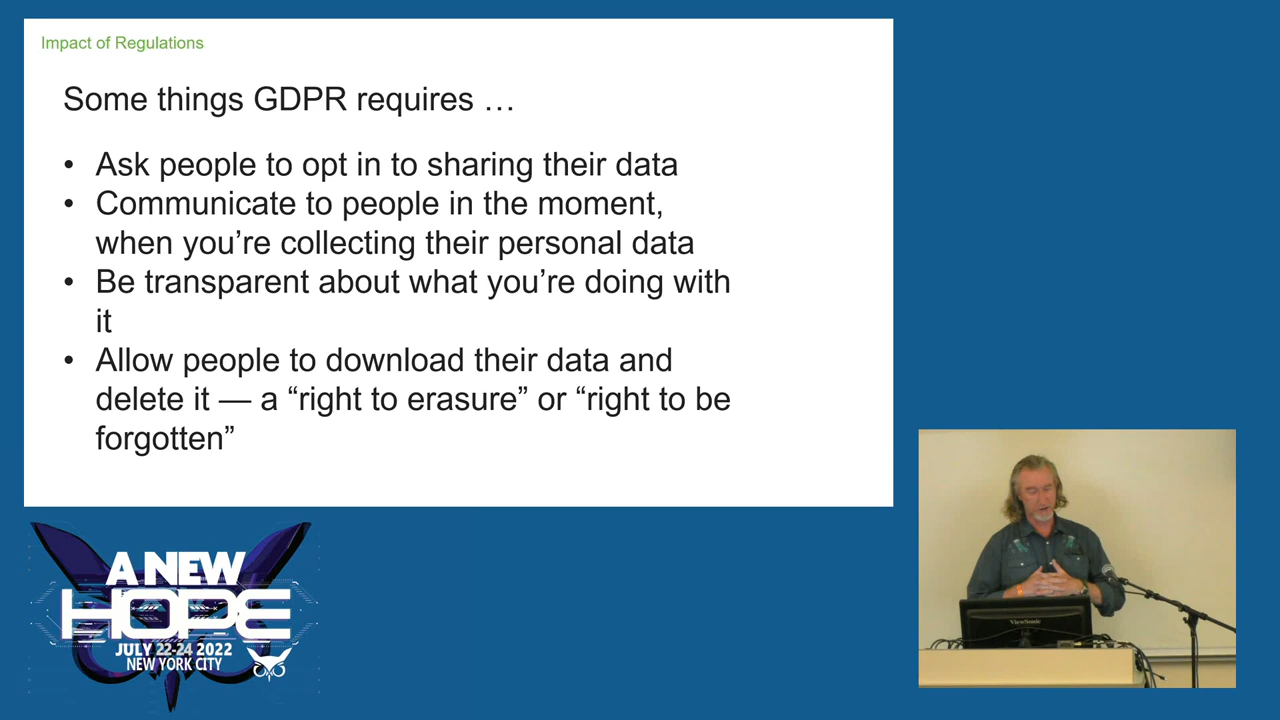 Impact of Regulations
Some things GDPR requires …
• Ask people to opt in to sharing their data
• Communicate to people in the moment,
when you’re collecting their personal data
• Be transparent about what you’re doing with
it
• Allow people to download their data and
delete it — a “right to erasure” or “right to be
forgotten”
A NEW
HOPE
JULY 22-24 2022
NEW YORK CITY
ViewSonic